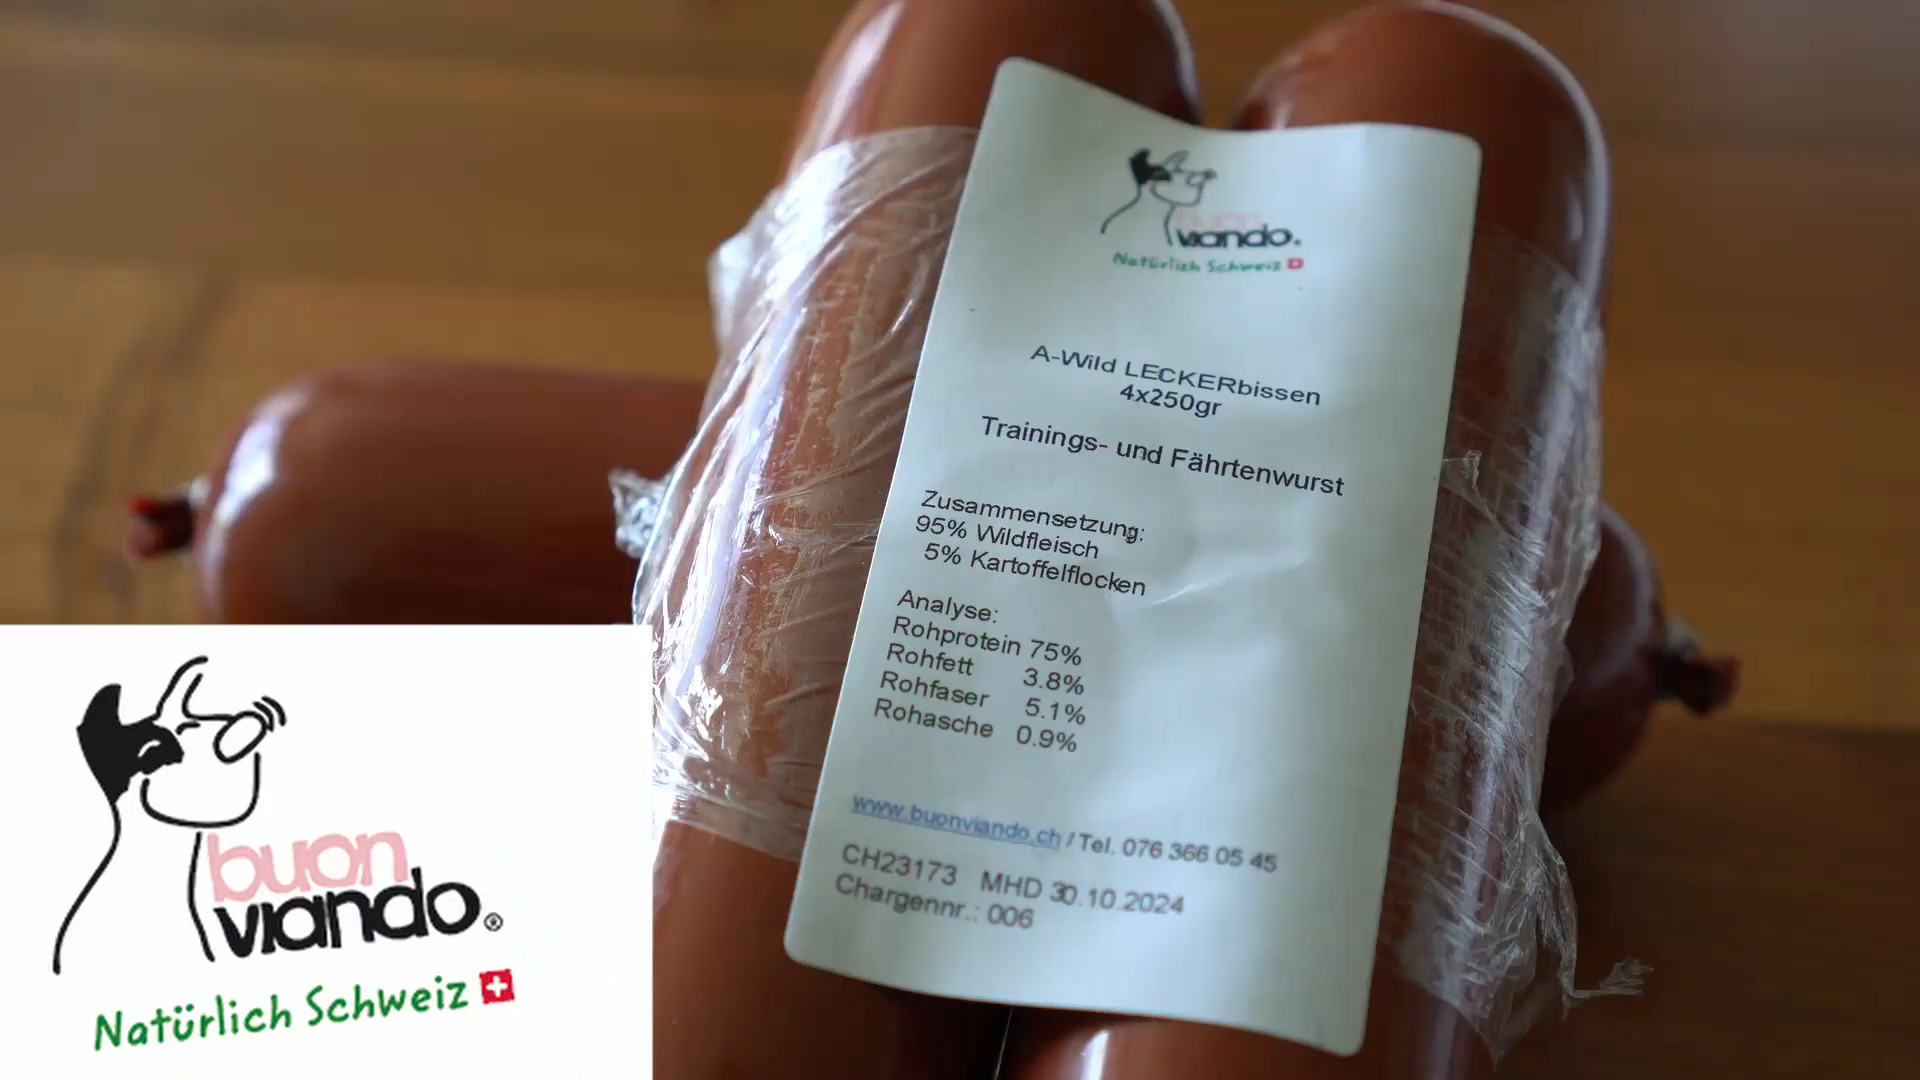 buon
viando.
Natürlich Schweiz
A-Wild LECKERbissen
4x250gr
Trainings- und Fährtenwurst
Zusammensetzung:
95% Wildfleisch
5% Kartoffelflocken
Analyse:
Rohprotein 75%
Rohfett 3.8%
Rohfaser 5.1%
Rohasche 0.9%
www.buonviando.ch / Tel. 076 366 05 45
CH23173 MHD 30.10.2024
Chargennr.: 006
buon
viando.®
Natürlich Schweiz